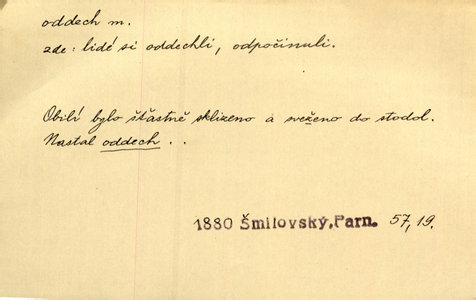 oddech m.
zde: lidé si oddechli, odpočinuli.
Obilí bylo šťastně sklizeno a sveženo do stodol.
Nastal oddech . .
1880 Šmilovský, Parn. 57, 19.